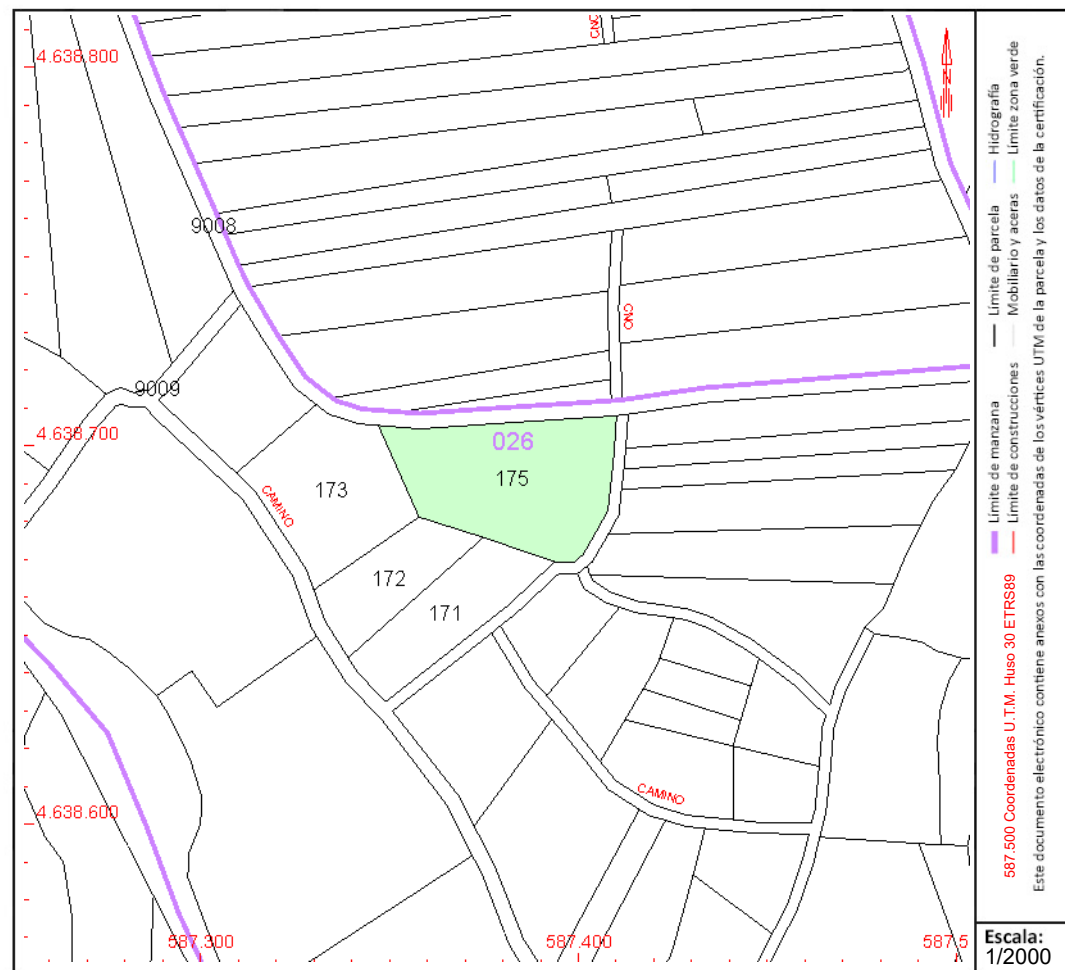 CNO
4.638.800
N
9008
CNO
9009
4.638.700
026
175
173
CAMINO
172
171
CAMINO
4.638.600
587.300
587.400
587.5
Límite de manzana
Límite de parcela
Hidrografía
Límite de construcciones
Mobiliario y aceras
Límite zona verde
587.500 Coordenadas U.T.M. Huso 30 ETRS89
Este documento electrónico contiene anexos con las coordenadas de los vértices UTM de la parcela y los datos de la certificación.
Escala:
1/2000